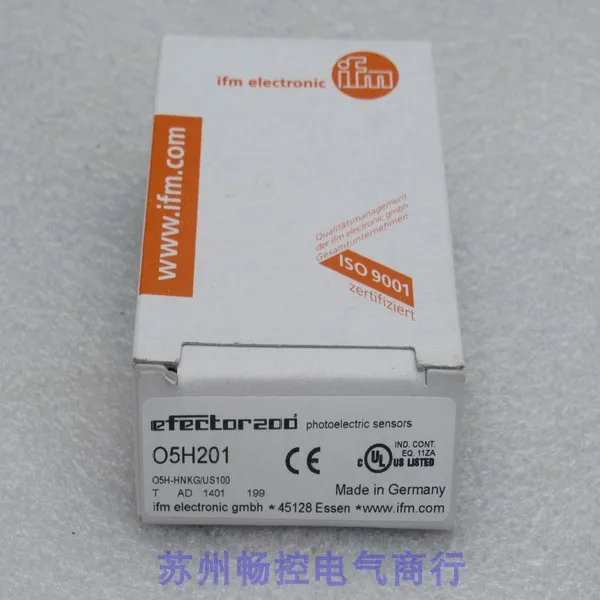 ifm electronic
ifm
www.ifm.com
Qualitätsmanagement
der ifm electronic gmbh
Gesamtunternehmen
ISO 9001
zertifiziert
efector200 photoelectric sensors
O5H201
CE
C UL US LISTED
IND. CONT.
EQ. 11ZA
O5H-HNKG/US100
T AD 1401 199
Made in Germany
ifm electronic gmbh * 45128 Essen * www.ifm.com
苏州畅控电气商行